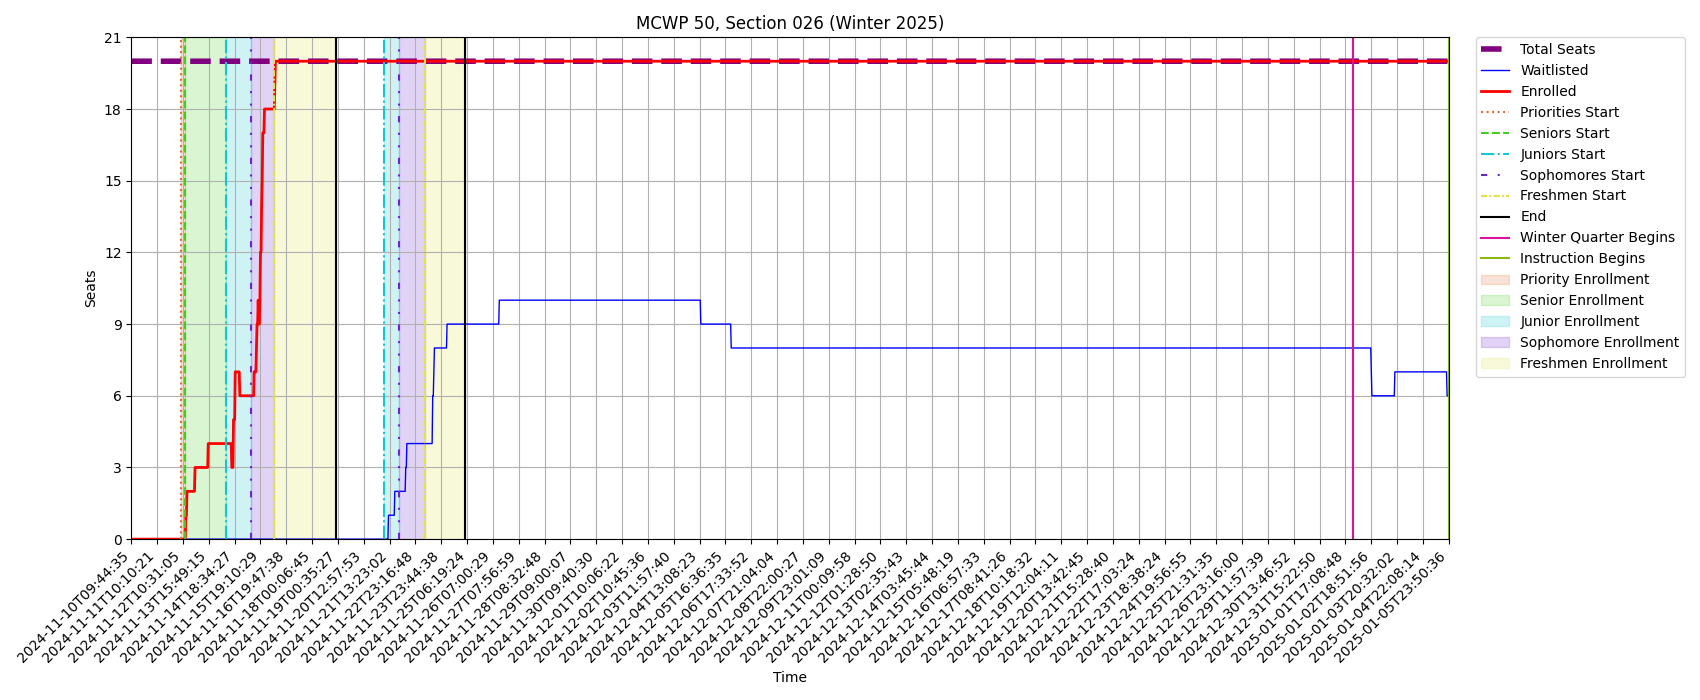 MCWP 50, Section 026 (Winter 2025)
21
18
15
12
9
6
3
0
Seats
2024-11-10T09:44:35
2024-11-11T10:10:21
2024-11-12T10:31:05
2024-11-13T15:49:15
2024-11-14T18:34:27
2024-11-15T19:10:29
2024-11-16T19:47:38
2024-11-18T00:06:45
2024-11-19T00:35:27
2024-11-20T12:57:53
2024-11-21T23:23:02
2024-11-22T23:16:48
2024-11-23T23:44:38
2024-11-25T06:19:24
2024-11-26T07:00:29
2024-11-27T07:56:59
2024-11-28T08:32:48
2024-11-29T09:00:07
2024-11-30T09:40:30
2024-12-01T10:06:22
2024-12-02T10:45:36
2024-12-03T11:57:40
2024-12-04T13:08:23
2024-12-05T16:36:35
2024-12-06T17:33:52
2024-12-07T21:04:04
2024-12-08T22:00:27
2024-12-09T23:01:09
2024-12-11T00:09:58
2024-12-12T01:28:50
2024-12-13T02:35:43
2024-12-14T03:45:44
2024-12-15T05:48:19
2024-12-16T06:57:33
2024-12-17T08:41:26
2024-12-18T10:18:32
2024-12-19T12:04:11
2024-12-20T13:42:45
2024-12-21T15:28:40
2024-12-22T17:03:24
2024-12-23T18:38:24
2024-12-24T19:56:55
2024-12-25T21:31:35
2024-12-26T23:16:00
2024-12-29T11:57:39
2024-12-30T13:46:52
2024-12-31T15:22:50
2025-01-01T17:08:48
2025-01-02T18:51:56
2025-01-03T20:32:02
2025-01-04T22:08:14
2025-01-05T23:50:36
Time
Total Seats
Waitlisted
Enrolled
Priorities Start
Seniors Start
Juniors Start
Sophomores Start
Freshmen Start
End
Winter Quarter Begins
Instruction Begins
Priority Enrollment
Senior Enrollment
Junior Enrollment
Sophomore Enrollment
Freshmen Enrollment